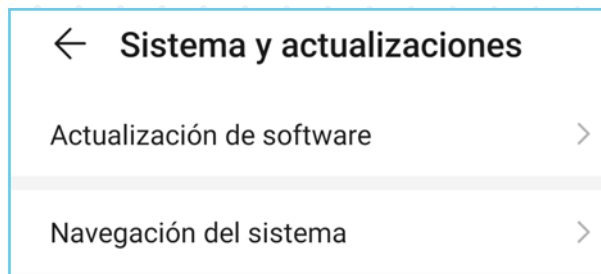 Sistema y actualizaciones
Actualización de software
Navegación del sistema